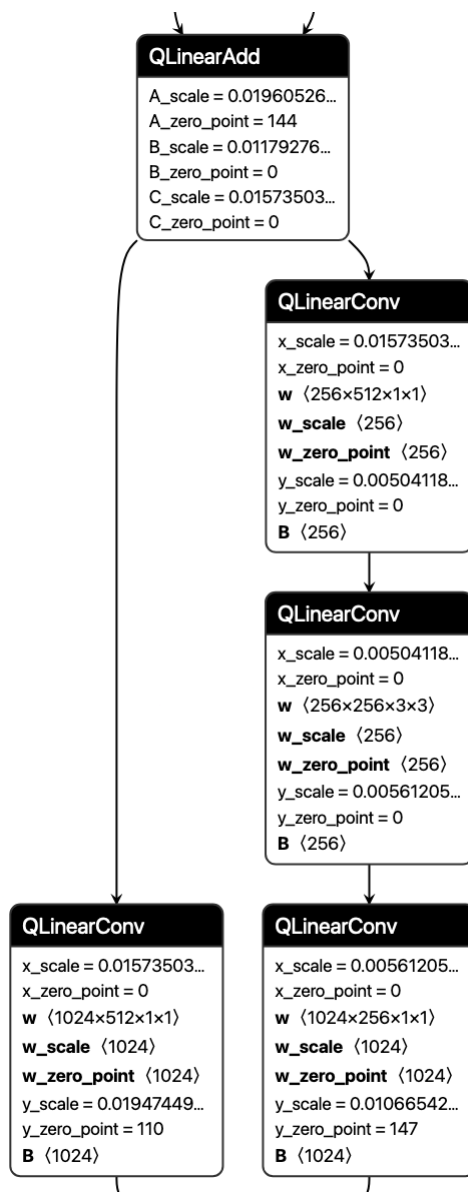 QLinearAdd
A_scale = 0.01960526...
A_zero_point = 144
B_scale = 0.01179276...
B_zero_point = 0
C_scale = 0.01573503...
C_zero_point = 0
QLinearConv
x_scale = 0.01573503...
x_zero_point = 0
w ⟨256×512×1×1⟩
w_scale ⟨256⟩
w_zero_point ⟨256⟩
y_scale = 0.00504118...
y_zero_point = 0
B ⟨256⟩
QLinearConv
x_scale = 0.00504118...
x_zero_point = 0
w ⟨256×256×3×3⟩
w_scale ⟨256⟩
w_zero_point ⟨256⟩
y_scale = 0.00561205...
y_zero_point = 0
B ⟨256⟩
QLinearConv
x_scale = 0.01573503...
x_zero_point = 0
w ⟨1024×512×1×1⟩
w_scale ⟨1024⟩
w_zero_point ⟨1024⟩
y_scale = 0.01947449...
y_zero_point = 110
B ⟨1024⟩
QLinearConv
x_scale = 0.00561205...
x_zero_point = 0
w ⟨1024×256×1×1⟩
w_scale ⟨1024⟩
w_zero_point ⟨1024⟩
y_scale = 0.01066542...
y_zero_point = 147
B ⟨1024⟩